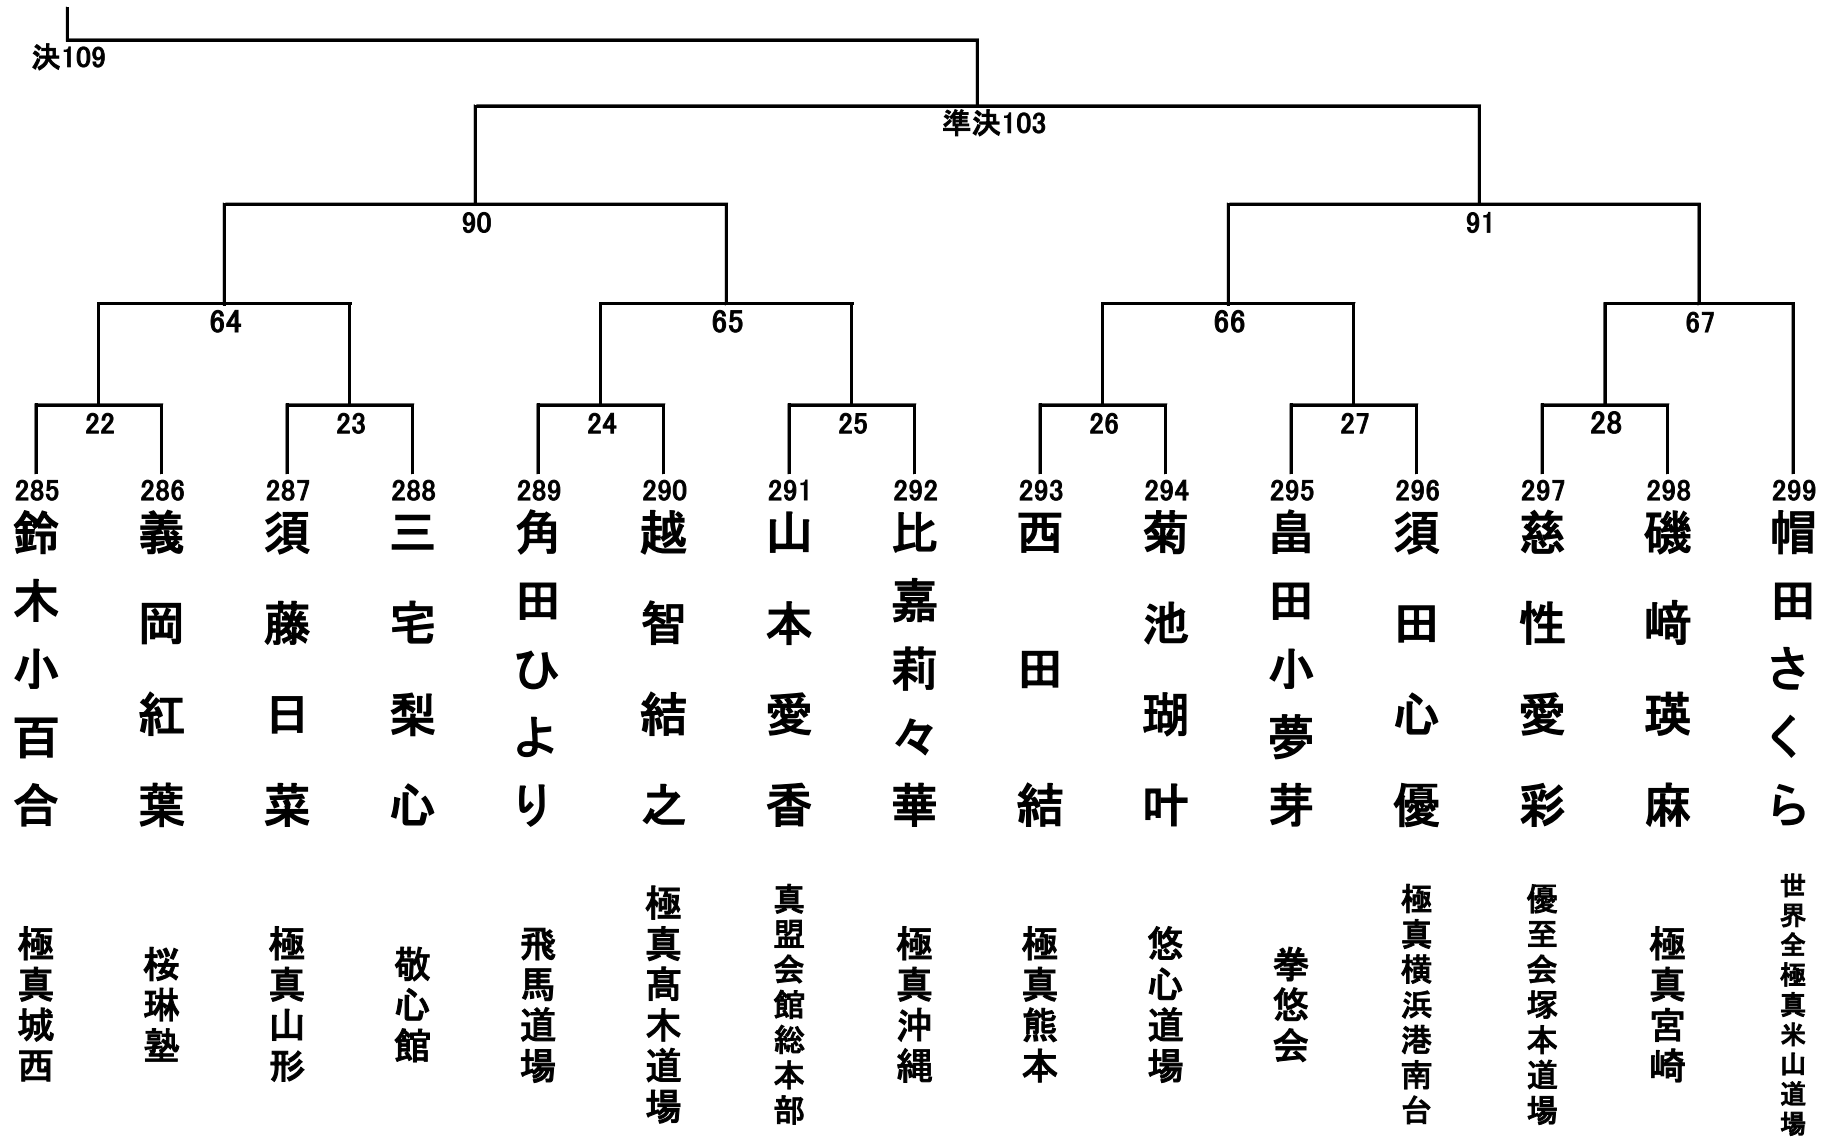 決109
準決103
90
91
64
65
66
67
22
23
24
25
26
27
28
285
鈴木小百合
極真城西
286
義岡紅葉
桜琳塾
287
須藤日菜
極真山形
288
三宅梨心
敬心館
289
角田ひより
飛馬道場
290
越智結之
極真髙木道場
291
山本愛香
真盟会館総本部
292
比嘉莉々華
極真沖縄
293
西田結
極真熊本
294
菊池瑚叶
悠心道場
295
畠田小夢芽
拳悠会
296
須田心優
極真横浜港南台
297
慈性愛彩
優至会塚本道場
298
磯﨑瑛麻
極真宮崎
299
帽田さくら
世界全極真米山道場